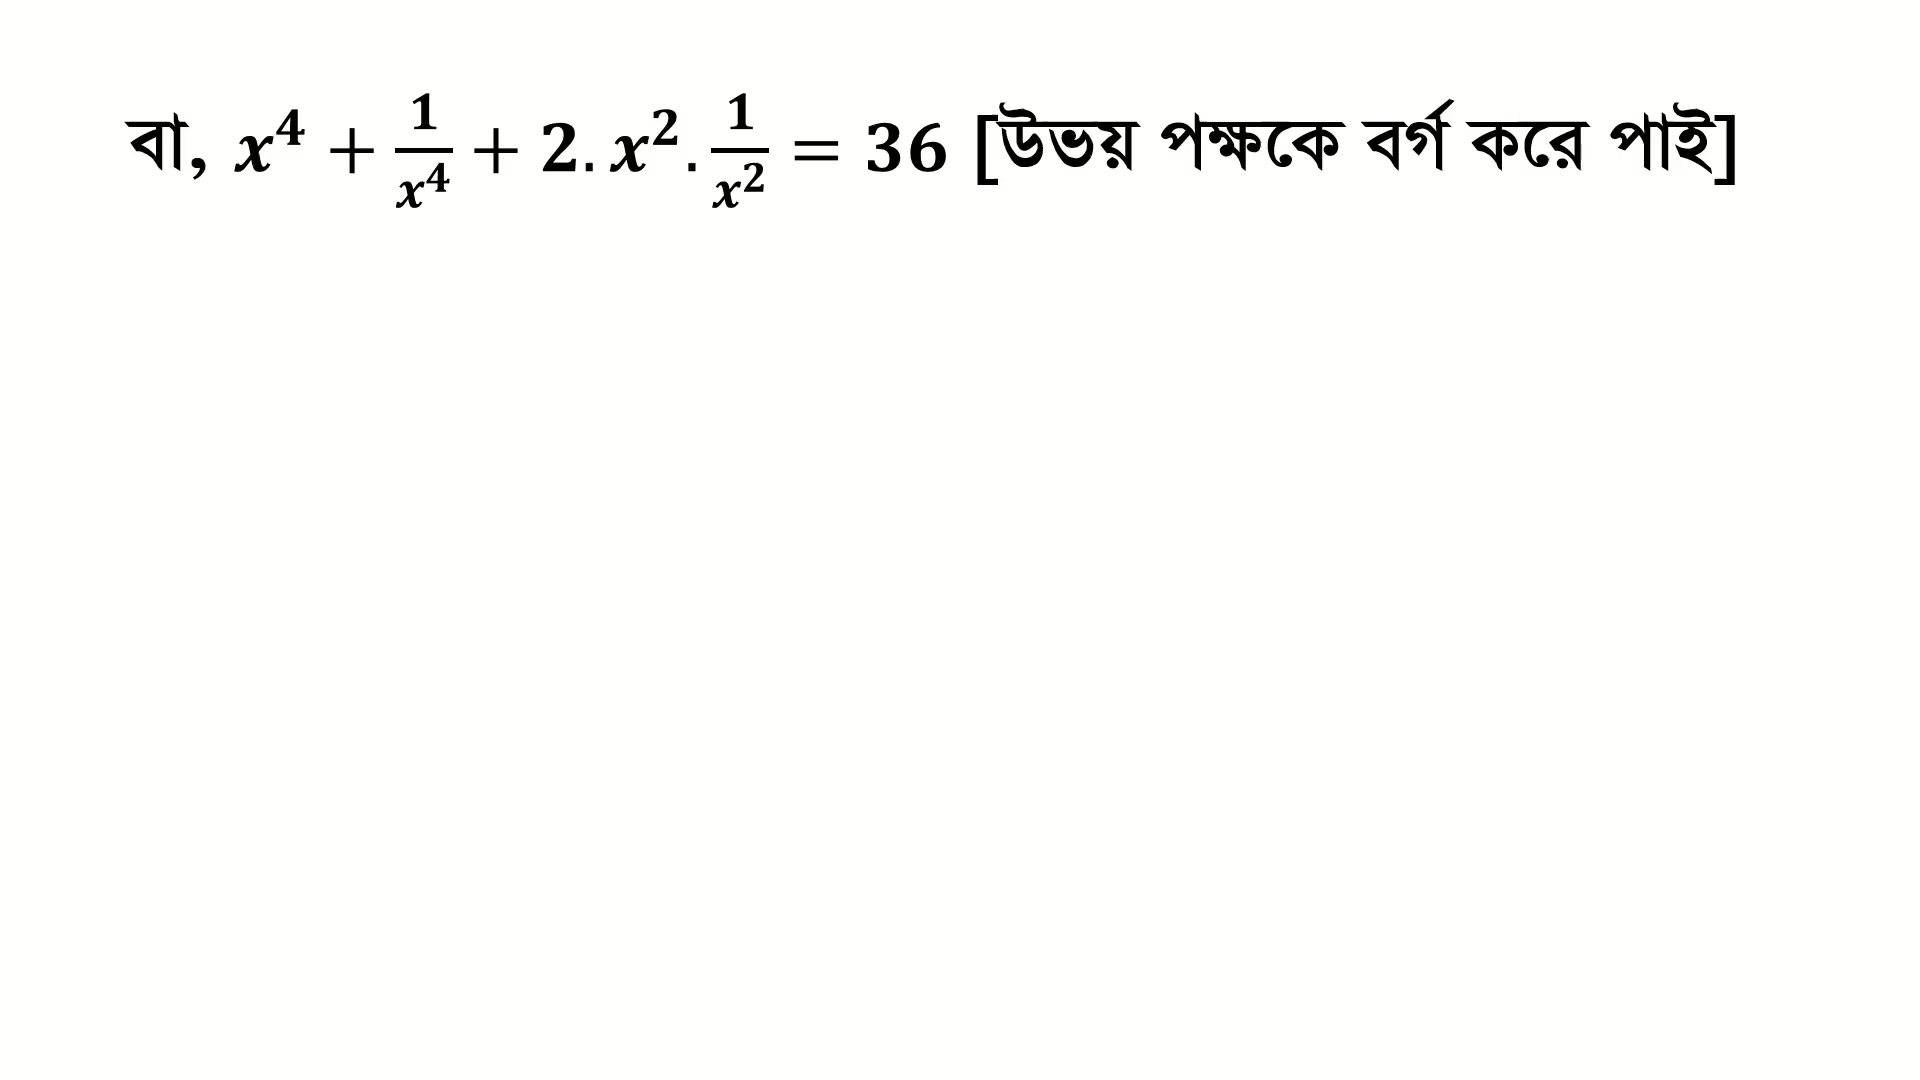 বা, x⁴ + 1/x⁴ + 2. x². 1/x² = 36 [উভয় পক্ষকে বর্গ করে পাই]